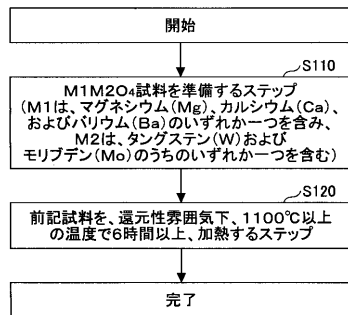 開始
S110
M1M2O₄試料を準備するステップ
(M1は、マグネシウム(Mg)、カルシウム(Ca)、
およびバリウム(Ba)のいずれか一つを含み、
M2は、タングステン(W)および
モリブデン(Mo)のうちのいずれか一つを含む)
S120
前記試料を、還元性雰囲気下、1100℃以上
の温度で6時間以上、加熱するステップ
完了